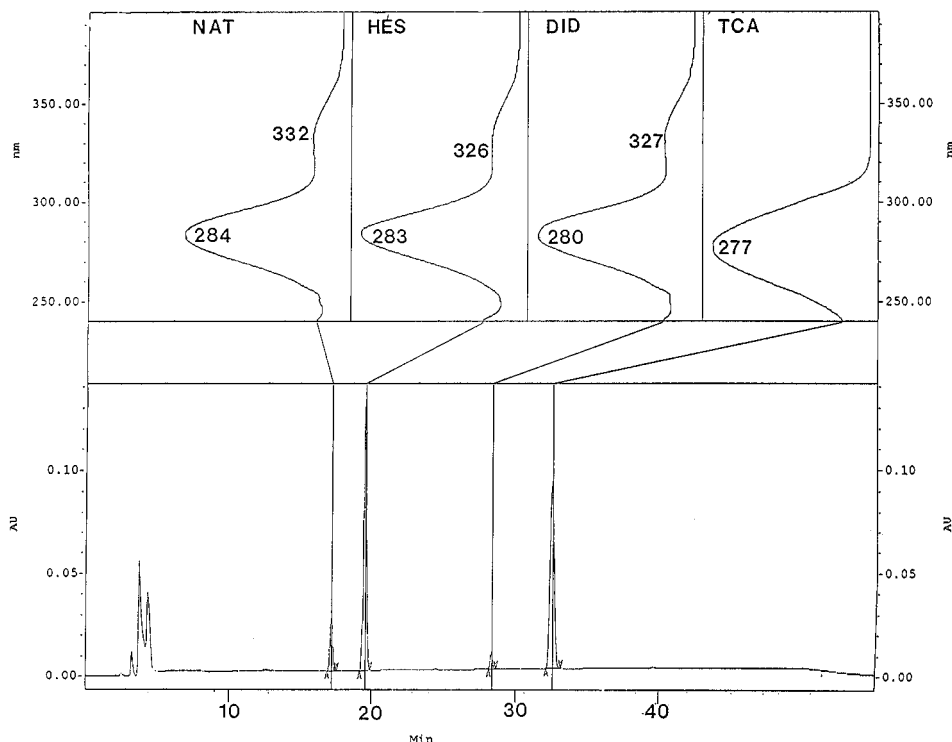 NAT HES DID TCA
350.00 350.00
332 326 327
nm nm
300.00 300.00
284 283 280 277
250.00 250.00
0.10 0.10
AU AU
0.05 0.05
0.00 0.00
10 20 30 40
Min